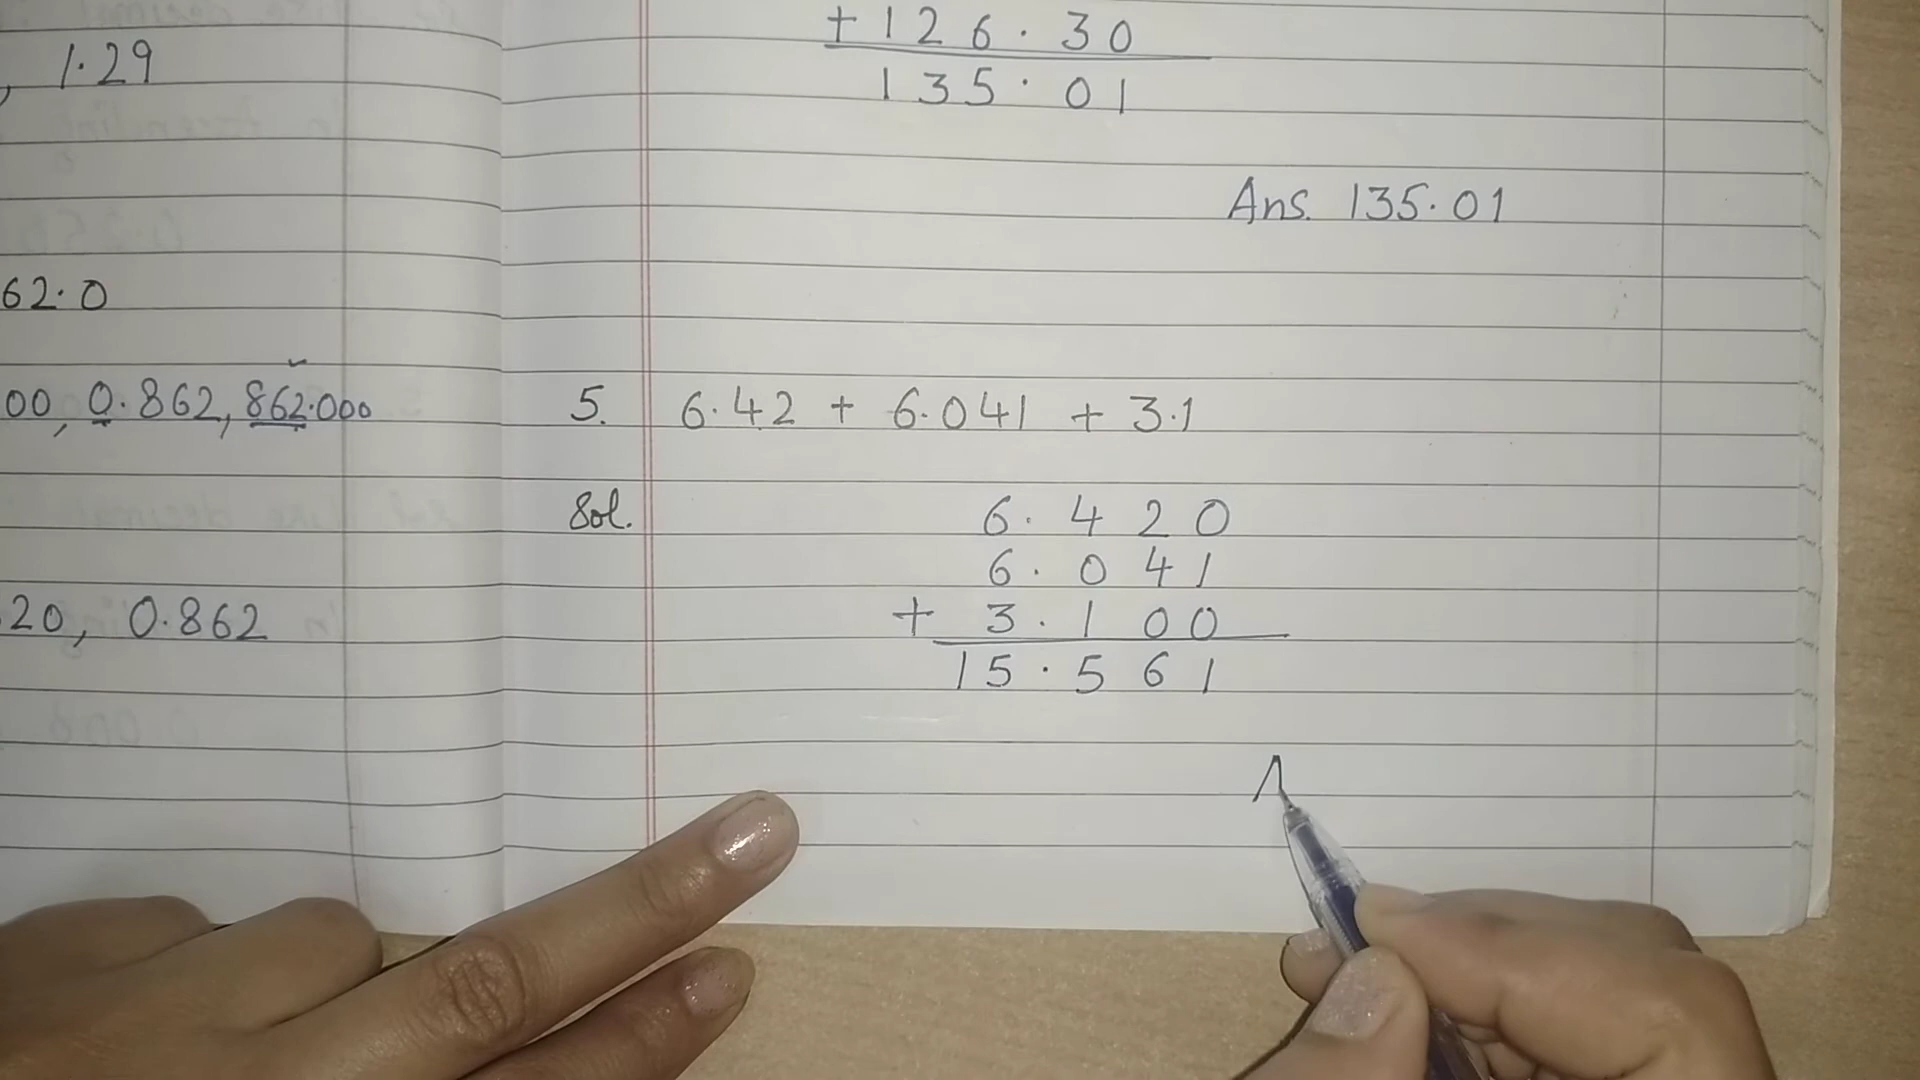 , 1.29
62.0
00, 0.862, 862.000
20, 0.862
+ 126.30
135.01
Ans. 135.01
5. 6.42 + 6.041 + 3.1
Sol. 6.420
6.041
+ 3.100
15.561